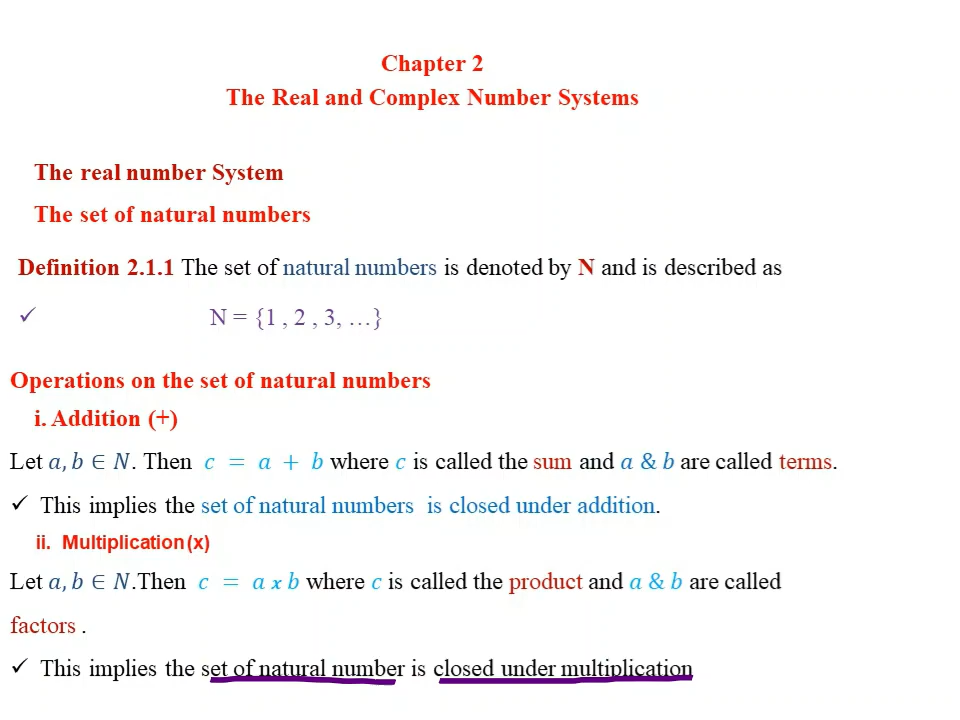 Chapter 2
The Real and Complex Number Systems
The real number System
The set of natural numbers
Definition 2.1.1 The set of natural numbers is denoted by N and is described as
✓ N = {1 , 2 , 3, …}
Operations on the set of natural numbers
i. Addition (+)
Let a, b ∈ N. Then c = a + b where c is called the sum and a & b are called terms.
✓ This implies the set of natural numbers is closed under addition.
ii. Multiplication (x)
Let a, b ∈ N.Then c = a x b where c is called the product and a & b are called
factors .
✓ This implies the set of natural number is closed under multiplication